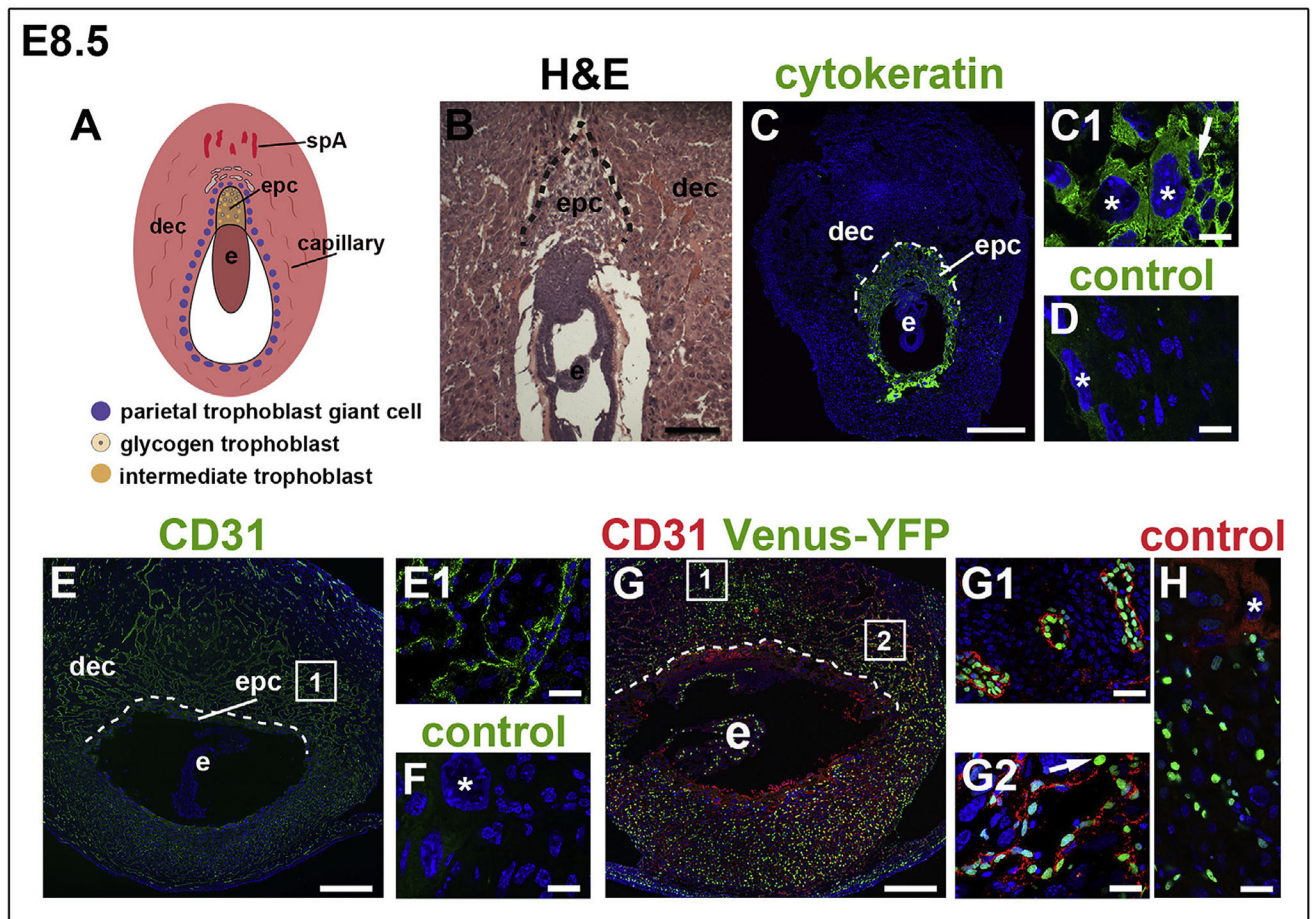 E8.5
H&E
cytokeratin
A
spA
epc
dec
capillary
e
parietal trophoblast giant cell
glycogen trophoblast
intermediate trophoblast
B
dec
epc
e
C
dec
epc
e
C1
*
*
control
D
*
CD31
CD31 Venus-YFP
control
E
dec
1
epc
e
E1
control
F
*
G
1
2
e
G1
G2
H
*